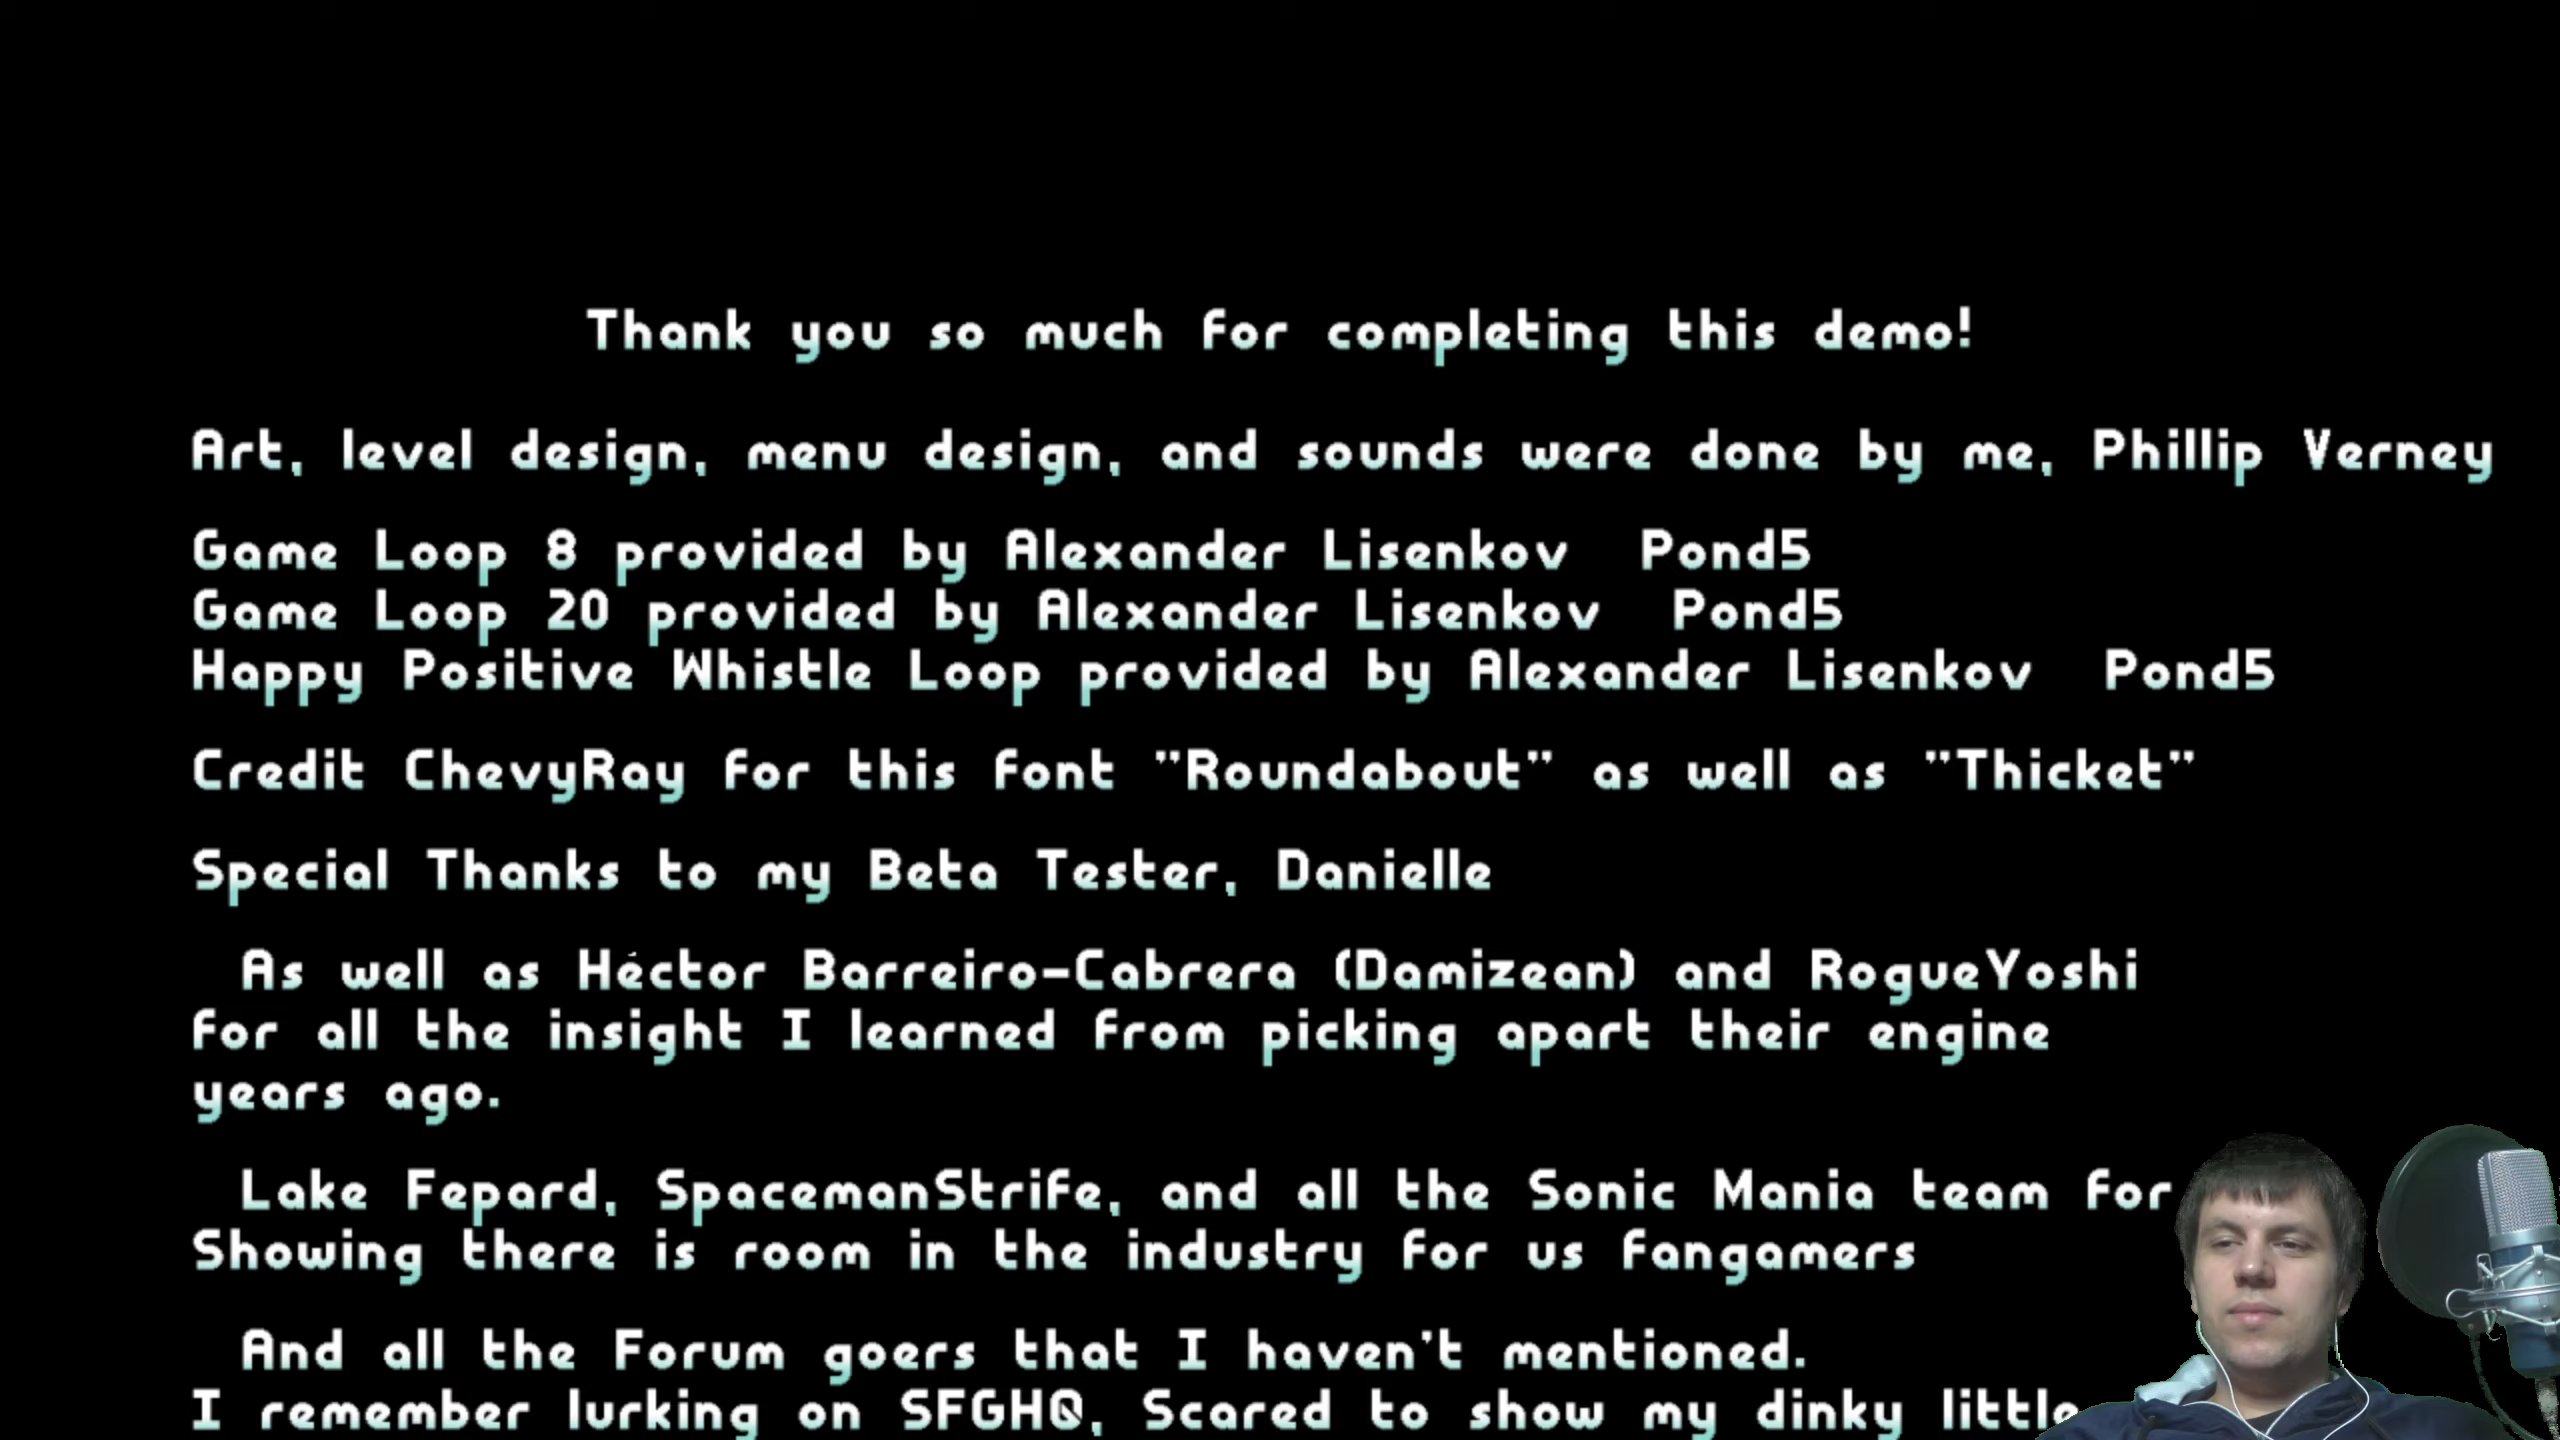 Thank you so much for completing this demo!
Art, level design, menu design, and sounds were done by me, Phillip Verney
Game Loop 8 provided by Alexander Lisenkov Pond5
Game Loop 20 provided by Alexander Lisenkov Pond5
Happy Positive Whistle Loop provided by Alexander Lisenkov Pond5
Credit ChevyRay for this font "Roundabout" as well as "Thicket"
Special Thanks to my Beta Tester, Danielle
As well as Héctor Barreiro-Cabrera (Damizean) and RogueYoshi
for all the insight I learned from picking apart their engine
years ago.
Lake Fepard, SpacemanStrife, and all the Sonic Mania team for
Showing there is room in the industry for us fangamers
And all the Forum goers that I haven't mentioned.
I remember lurking on SFGHQ, Scared to show my dinky little